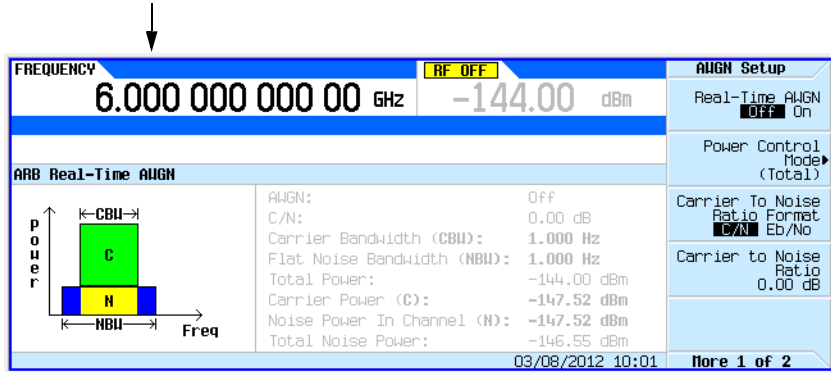 FREQUENCY
RF OFF
6.000 000 000 00 GHz
-144.00 dBm
ARB Real-Time AWGN
Power
CBW
C
N
NBW
Freq
AWGN: Off
C/N: 0.00 dB
Carrier Bandwidth (CBW): 1.000 Hz
Flat Noise Bandwidth (NBW): 1.000 Hz
Total Power: -144.00 dBm
Carrier Power (C): -147.52 dBm
Noise Power In Channel (N): -147.52 dBm
Total Noise Power: -146.55 dBm
03/08/2012 10:01
AWGN Setup
Real-Time AWGN
Off On
Power Control
Mode
(Total)
Carrier To Noise
Ratio Format
C/N Eb/No
Carrier to Noise
Ratio
0.00 dB
More 1 of 2